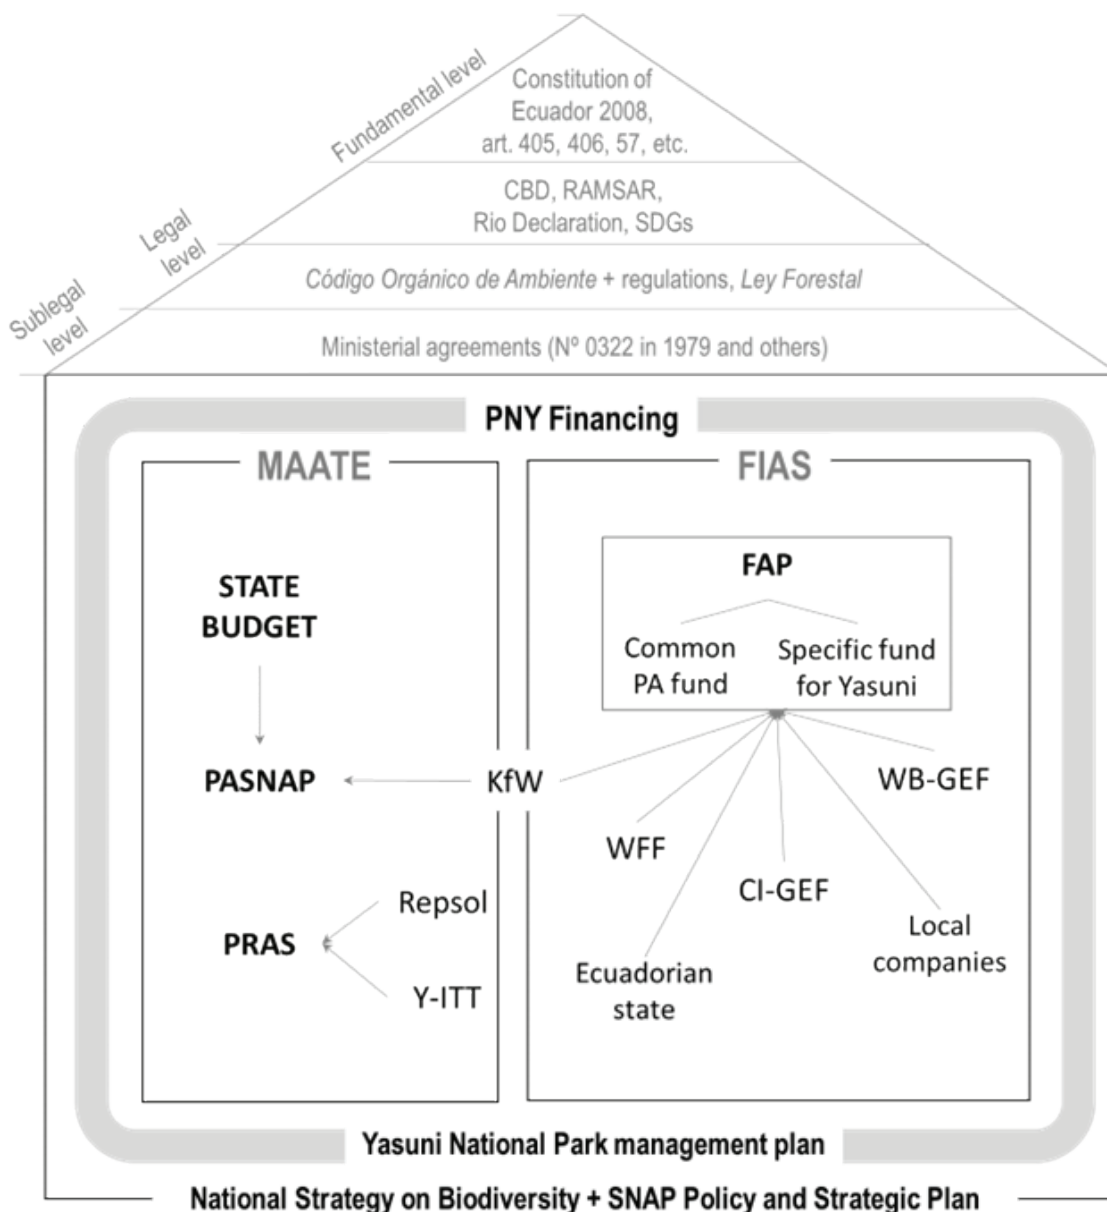 Fundamental level
Constitution of
Ecuador 2008,
art. 405, 406, 57, etc.
Legal
level
CBD, RAMSAR,
Rio Declaration, SDGs
Código Orgánico de Ambiente + regulations, Ley Forestal
Sublegal
level
Ministerial agreements (Nº 0322 in 1979 and others)
PNY Financing
MAATE
FIAS
STATE
BUDGET
PASNAP
KfW
PRAS
Repsol
Y-ITT
FAP
Common
PA fund
Specific fund
for Yasuni
WB-GEF
WFF
CI-GEF
Local
companies
Ecuadorian
state
Yasuni National Park management plan
National Strategy on Biodiversity + SNAP Policy and Strategic Plan